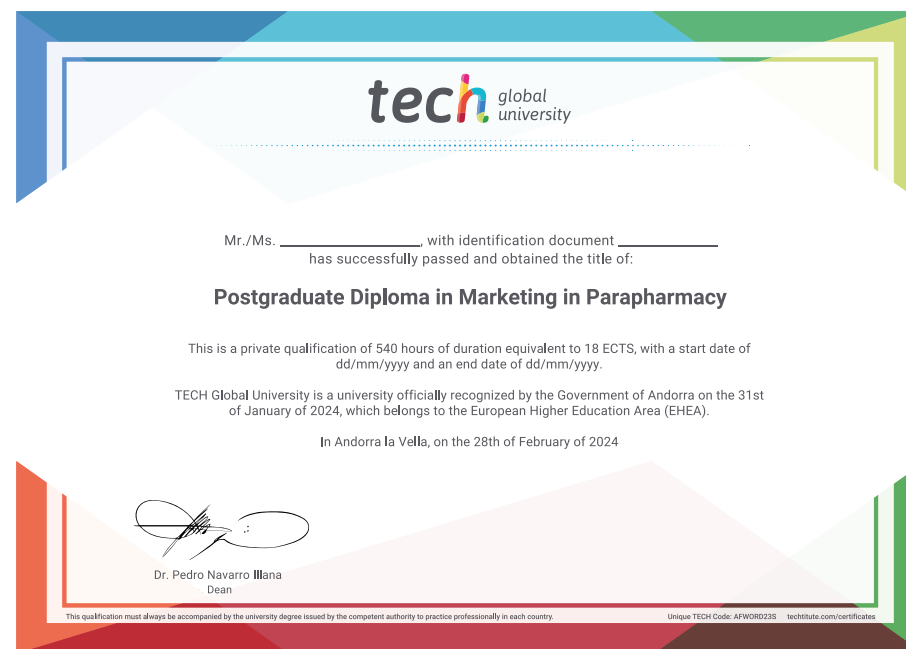 tech global university
Mr./Ms. ____________________, with identification document ______________
has successfully passed and obtained the title of:
Postgraduate Diploma in Marketing in Parapharmacy
This is a private qualification of 540 hours of duration equivalent to 18 ECTS, with a start date of
dd/mm/yyyy and an end date of dd/mm/yyyy.
TECH Global University is a university officially recognized by the Government of Andorra on the 31st
of January of 2024, which belongs to the European Higher Education Area (EHEA).
In Andorra la Vella, on the 28th of February of 2024
Dr. Pedro Navarro Illana
Dean
This qualification must always be accompanied by the university degree issued by the competent authority to practice professionally in each country.
Unique TECH Code: AFWORD23S techtitute.com/certificates